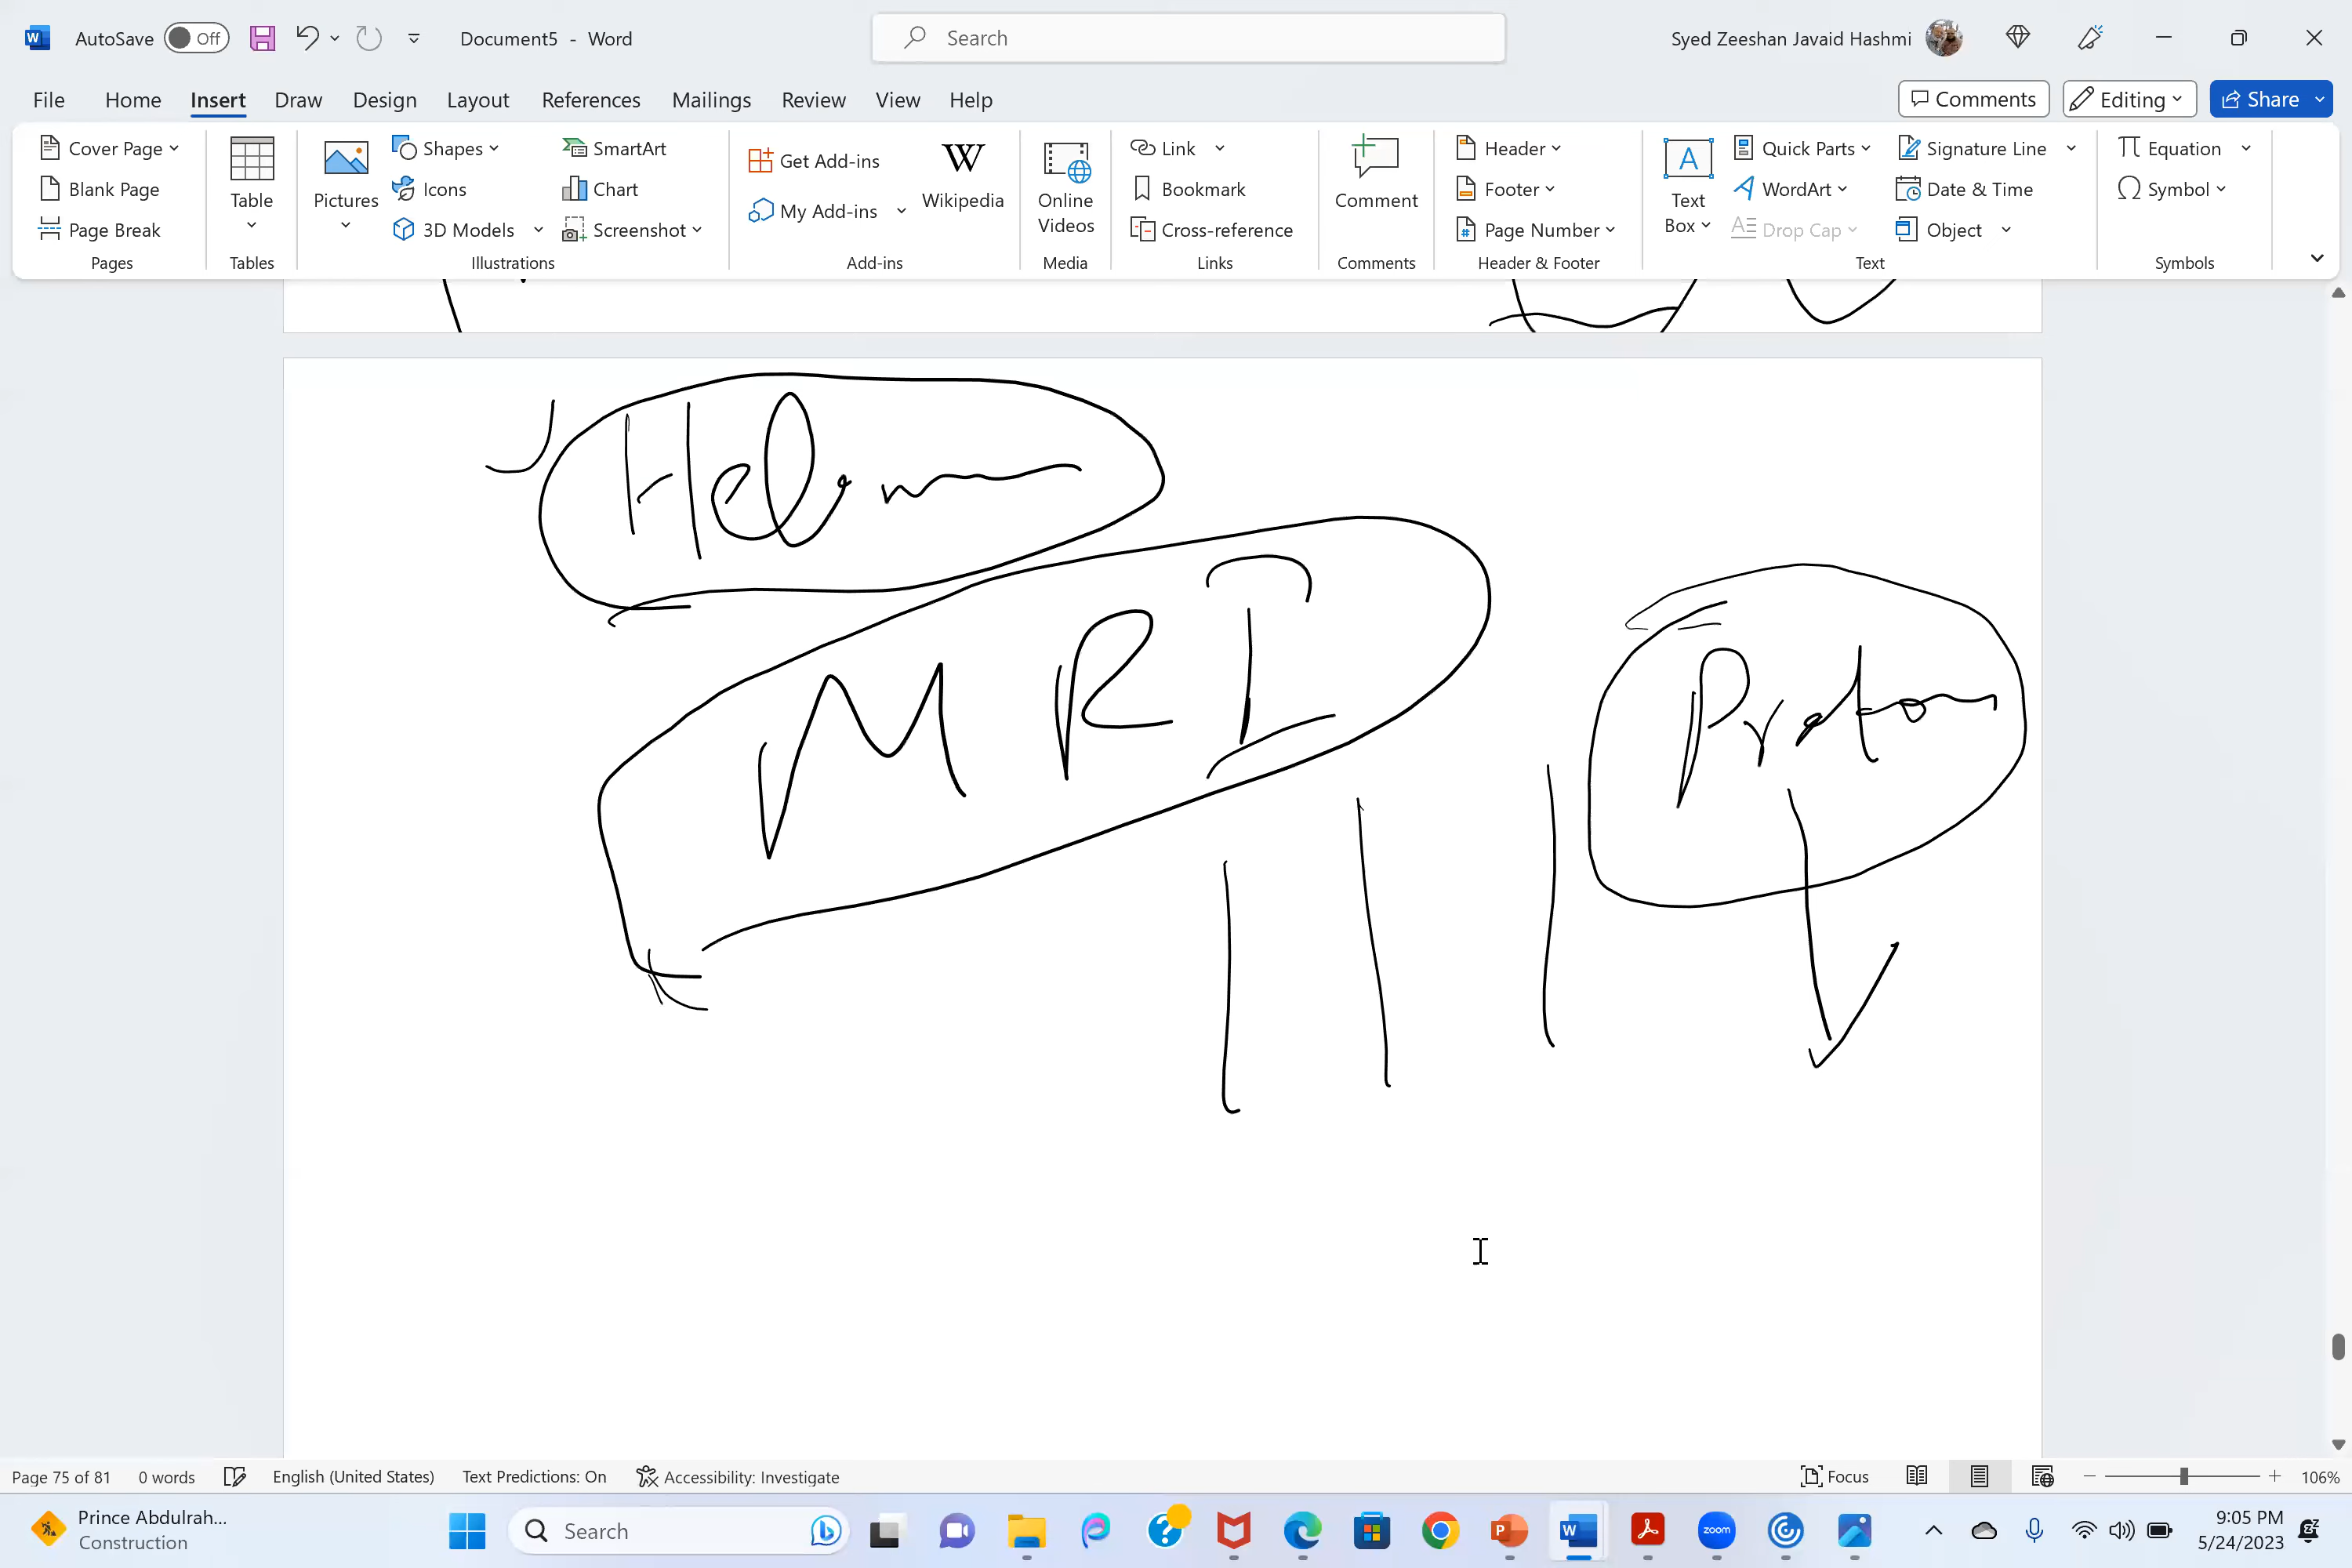 AutoSave Off Document5 - Word Search Syed Zeeshan Javaid Hashmi
File Home Insert Draw Design Layout References Mailings Review View Help Comments Editing Share
Cover Page
Blank Page
Page Break
Pages
Table
Tables
Pictures
Shapes
Icons
3D Models
SmartArt
Chart
Screenshot
Illustrations
Get Add-ins
My Add-ins
W
Wikipedia
Add-ins
Online
Videos
Media
Link
Bookmark
Cross-reference
Links
Comment
Comments
Header
Footer
Page Number
Header & Footer
A
Text
Box
Quick Parts
WordArt
Drop Cap
Signature Line
Date & Time
Object
Text
Equation
Symbol
Symbols
MRI
Proton
Page 75 of 81 0 words English (United States) Text Predictions: On Accessibility: Investigate Focus 106%
Prince Abdulrah...
Construction
Search
zoom
9:05 PM
5/24/2023